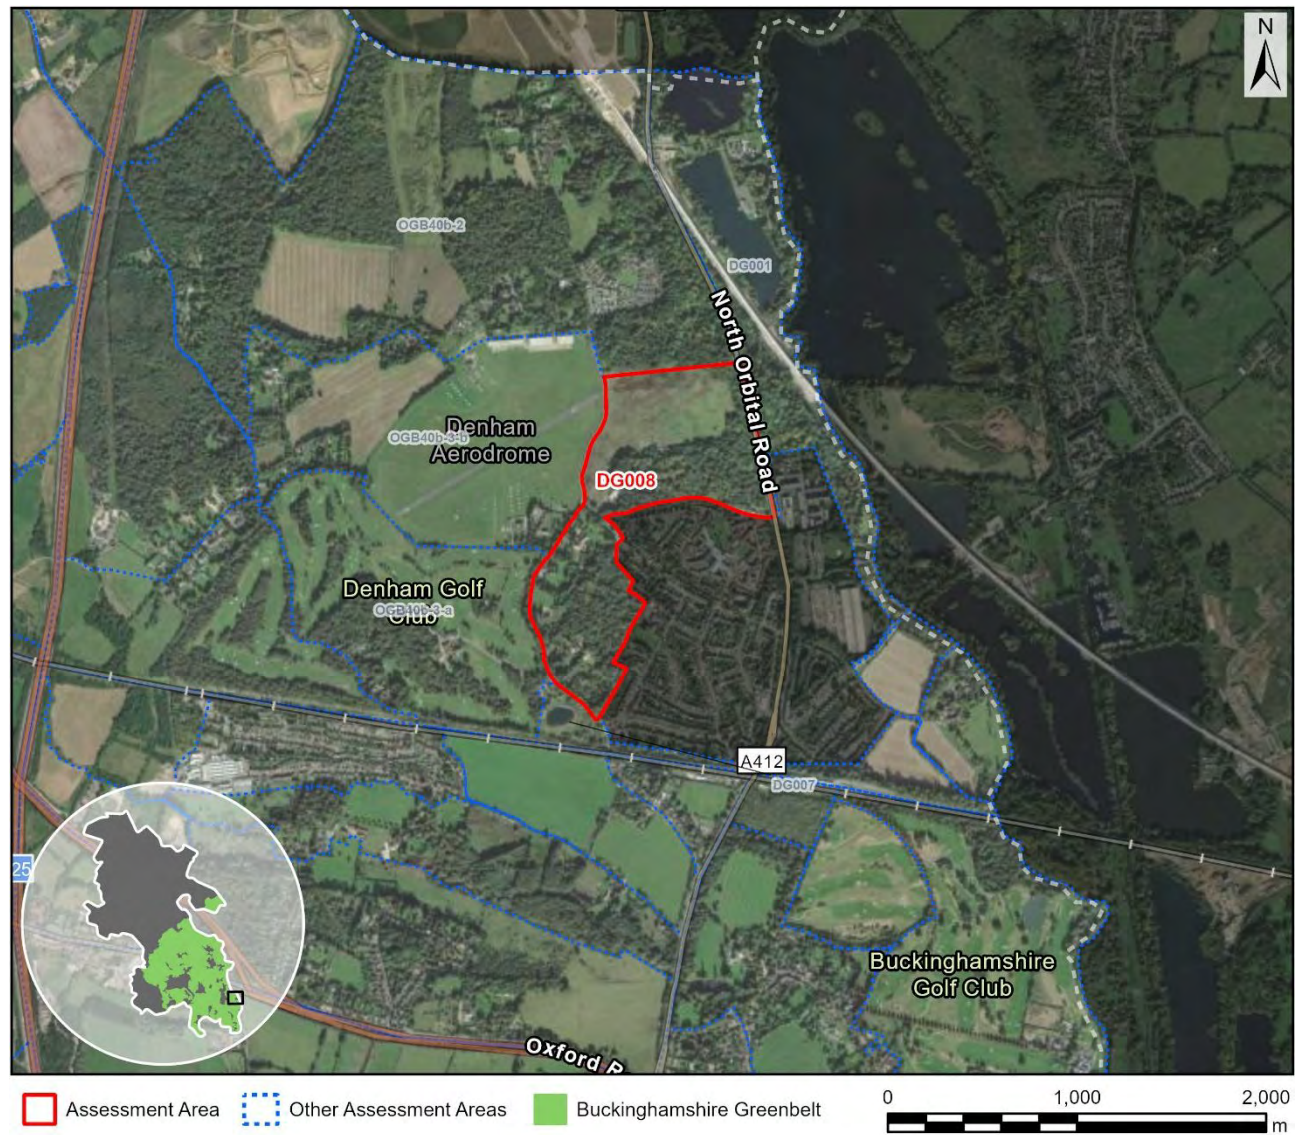 N
OGB40b-2
DG001
North Orbital Road
Denham
Aerodrome
OGB40b-3-b
DG008
Denham Golf
Club
OGB40b-3-a
A412
DG007
25
Buckinghamshire
Golf Club
Oxford R
Assessment Area
Other Assessment Areas
Buckinghamshire Greenbelt
0 1,000 2,000
m